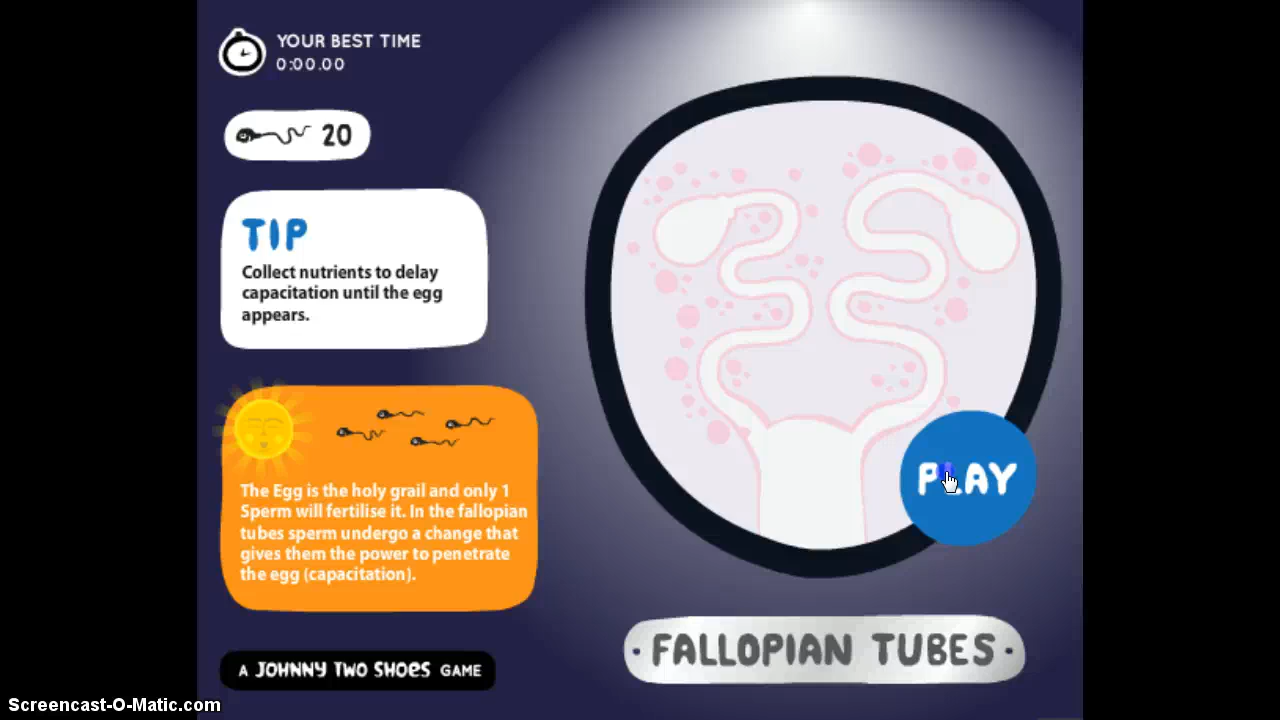 YOUR BEST TIME
0:00.00
20
TIP
Collect nutrients to delay
capacitation until the egg
appears.
The Egg is the holy grail and only 1
Sperm will fertilise it. In the fallopian
tubes sperm undergo a change that
gives them the power to penetrate
the egg (capacitation).
PLAY
· FALLOPIAN TUBES ·
A JOHNNY TWO SHOES GAME
Screencast-O-Matic.com